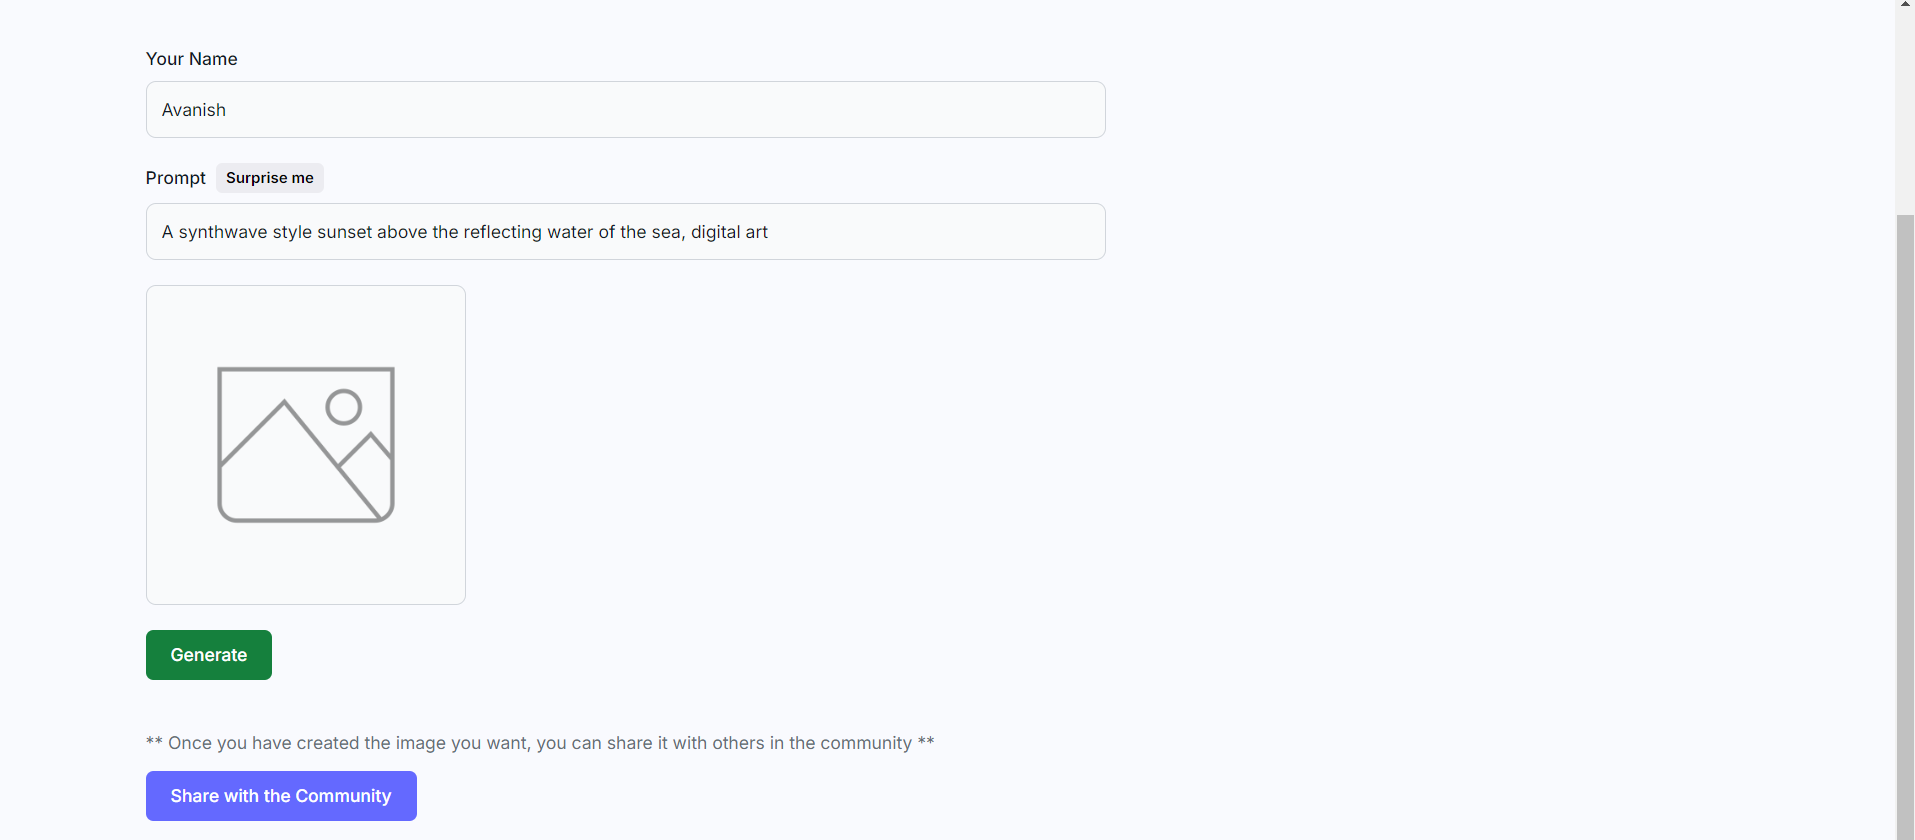 Your Name
Avanish
Prompt Surprise me
A synthwave style sunset above the reflecting water of the sea, digital art
Generate
** Once you have created the image you want, you can share it with others in the community **
Share with the Community